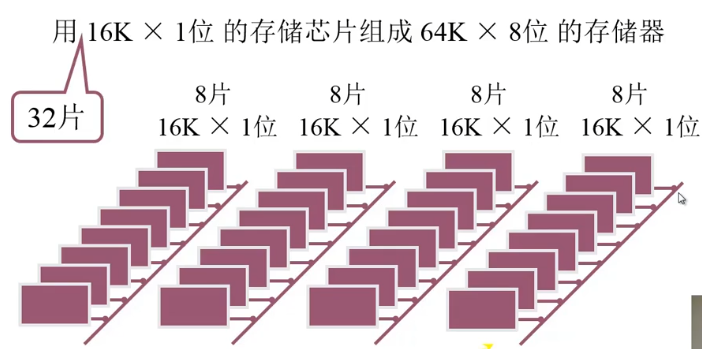 用 16K × 1位 的存储芯片组成 64K × 8位 的存储器
32片
8片 8片 8片 8片
16K × 1位 16K × 1位 16K × 1位 16K × 1位